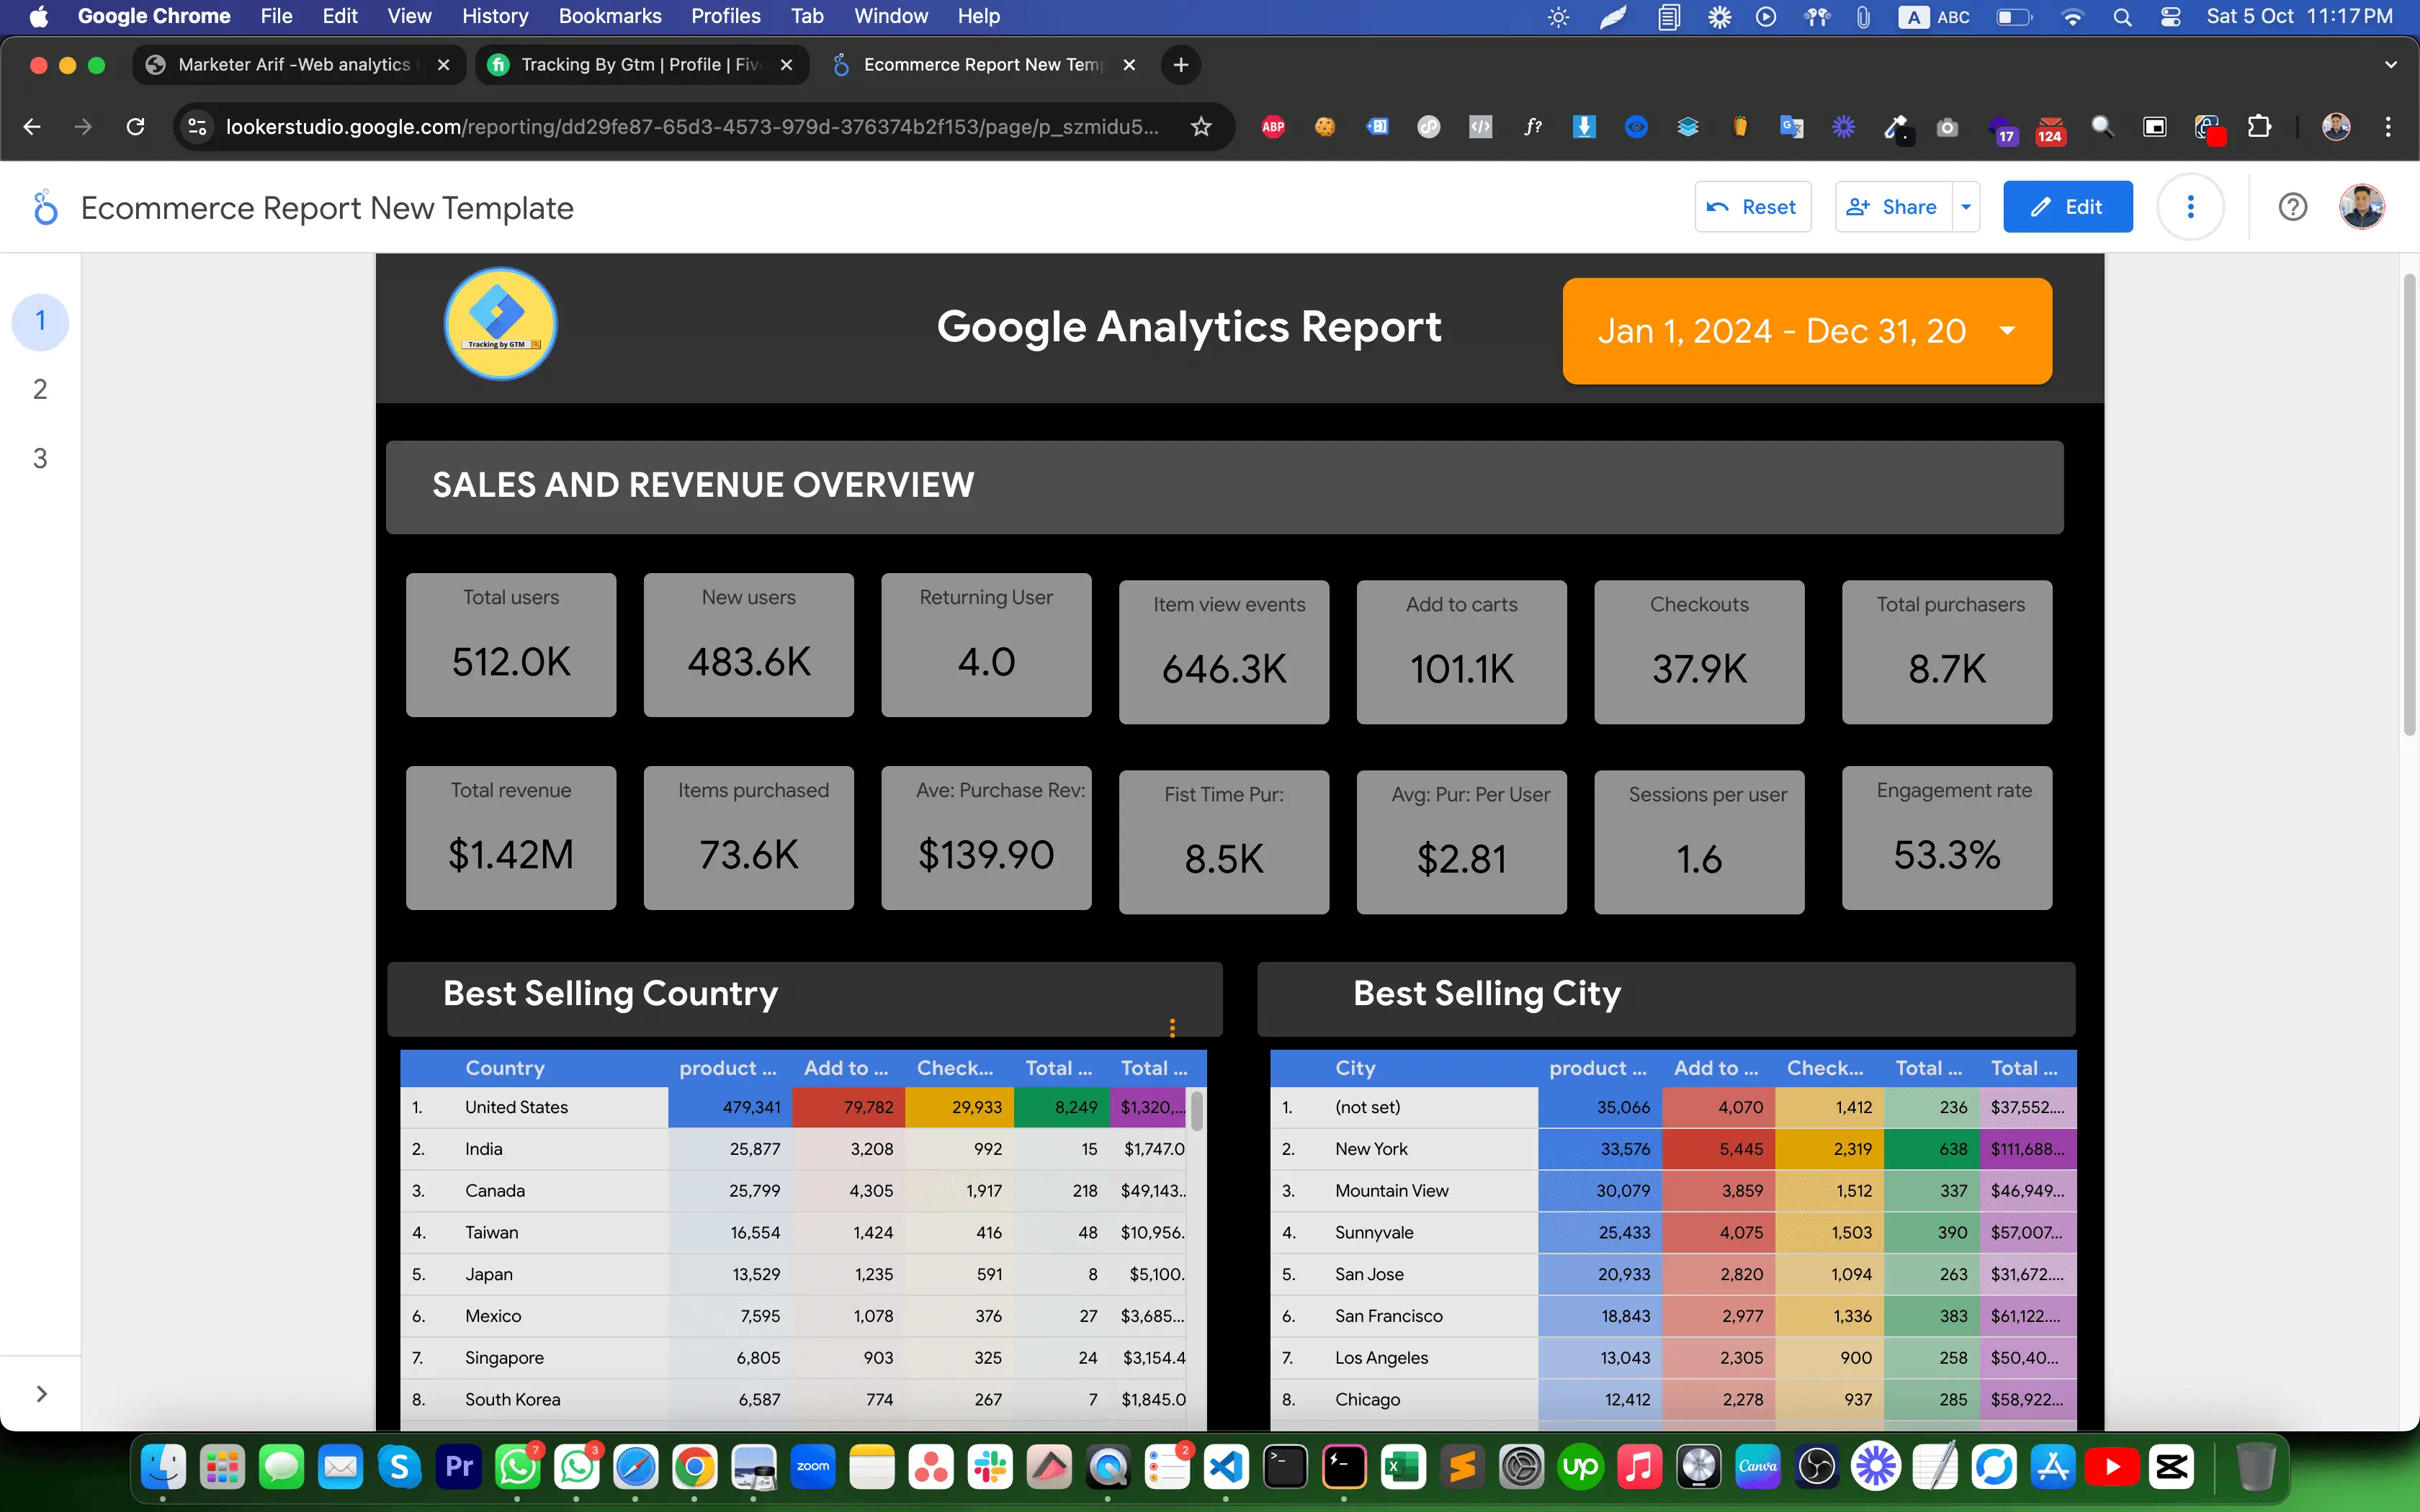 Google Chrome File Edit View History Bookmarks Profiles Tab Window Help A ABC Sat 5 Oct 11:17 PM
Marketer Arif -Web analytics Tracking By Gtm | Profile | Fiv Ecommerce Report New Temp
lookerstudio.google.com/reporting/dd29fe87-65d3-4573-979d-376374b2f153/page/p_szmidu5... ABP f? 17 124
Ecommerce Report New Template Reset Share Edit
1
2
3
Tracking by GTM
Google Analytics Report
Jan 1, 2024 - Dec 31, 20
SALES AND REVENUE OVERVIEW
Total users New users Returning User Item view events Add to carts Checkouts Total purchasers
512.0K 483.6K 4.0 646.3K 101.1K 37.9K 8.7K
Total revenue Items purchased Ave: Purchase Rev: Fist Time Pur: Avg: Pur: Per User Sessions per user Engagement rate
$1.42M 73.6K $139.90 8.5K $2.81 1.6 53.3%
Best Selling Country
Country product ... Add to ... Check... Total ... Total ...
1. United States 479,341 79,782 29,933 8,249 $1,320,...
2. India 25,877 3,208 992 15 $1,747.0
3. Canada 25,799 4,305 1,917 218 $49,143..
4. Taiwan 16,554 1,424 416 48 $10,956.
5. Japan 13,529 1,235 591 8 $5,100.
6. Mexico 7,595 1,078 376 27 $3,685...
7. Singapore 6,805 903 325 24 $3,154.4
8. South Korea 6,587 774 267 7 $1,845.0
Best Selling City
City product ... Add to ... Check... Total ... Total ...
1. (not set) 35,066 4,070 1,412 236 $37,552....
2. New York 33,576 5,445 2,319 638 $111,688...
3. Mountain View 30,079 3,859 1,512 337 $46,949...
4. Sunnyvale 25,433 4,075 1,503 390 $57,007...
5. San Jose 20,933 2,820 1,094 263 $31,672....
6. San Francisco 18,843 2,977 1,336 383 $61,122....
7. Los Angeles 13,043 2,305 900 258 $50,40...
8. Chicago 12,412 2,278 937 285 $58,922...
S Pr 7 3 zoom 2 up Canva